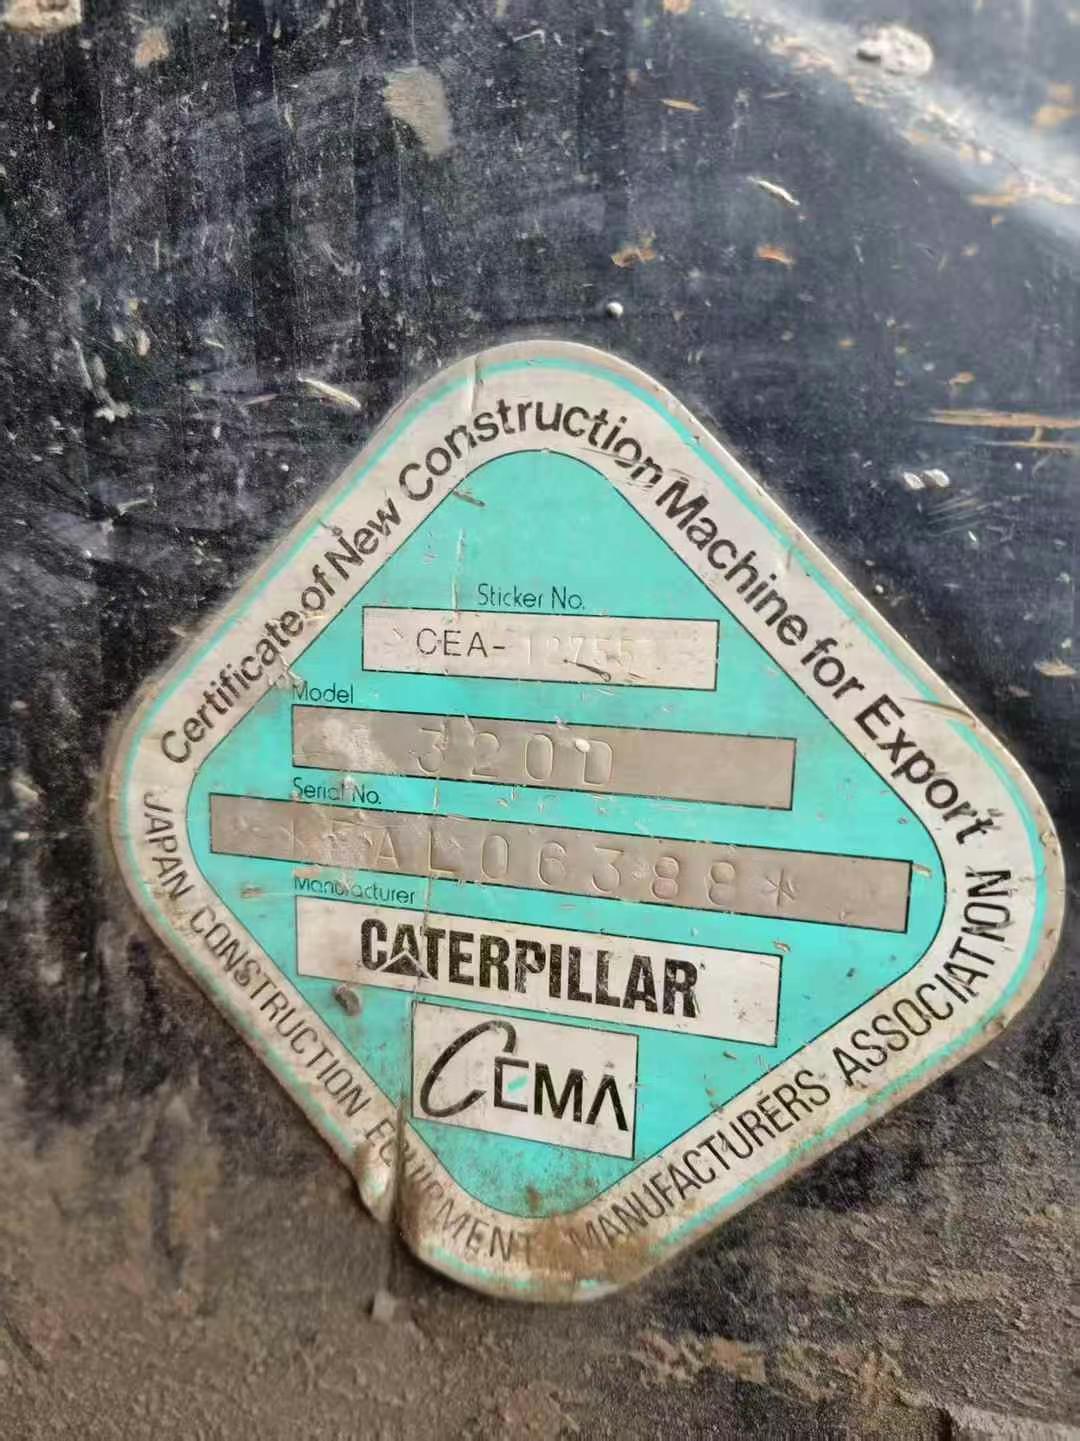 Certificate of New Construction Machine for Export
Sticker No.
CEA-
Model
320D
Serial No.
Manufacturer
CATERPILLAR
CEMA
JAPAN CONSTRUCTION EQUIPMENT MANUFACTURERS ASSOCIATION